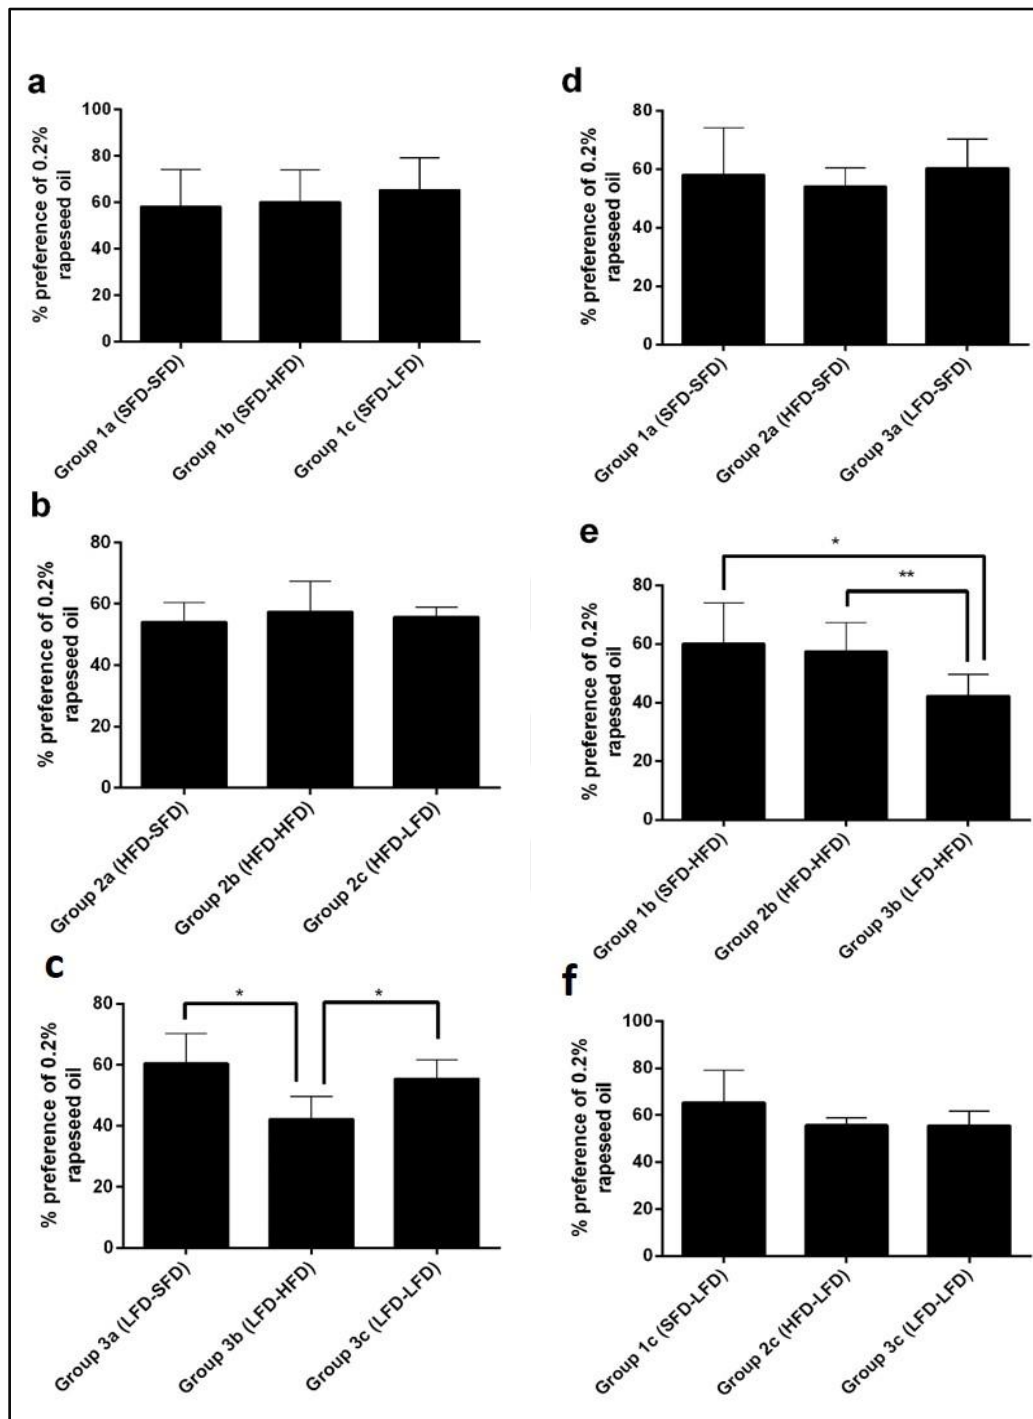 a
% preference of 0.2%
rapeseed oil
100
80
60
40
20
0
Group 1a (SFD-SFD)
Group 1b (SFD-HFD)
Group 1c (SFD-LFD)
b
% preference of 0.2%
rapeseed oil
80
60
40
20
0
Group 2a (HFD-SFD)
Group 2b (HFD-HFD)
Group 2c (HFD-LFD)
c
% preference of 0.2%
rapeseed oil
80
60
40
20
0
*
*
Group 3a (LFD-SFD)
Group 3b (LFD-HFD)
Group 3c (LFD-LFD)
d
% preference of 0.2%
rapeseed oil
80
60
40
20
0
Group 1a (SFD-SFD)
Group 2a (HFD-SFD)
Group 3a (LFD-SFD)
e
% preference of 0.2%
rapeseed oil
80
60
40
20
0
*
**
Group 1b (SFD-HFD)
Group 2b (HFD-HFD)
Group 3b (LFD-HFD)
f
% preference of 0.2%
rapeseed oil
100
80
60
40
20
0
Group 1c (SFD-LFD)
Group 2c (HFD-LFD)
Group 3c (LFD-LFD)